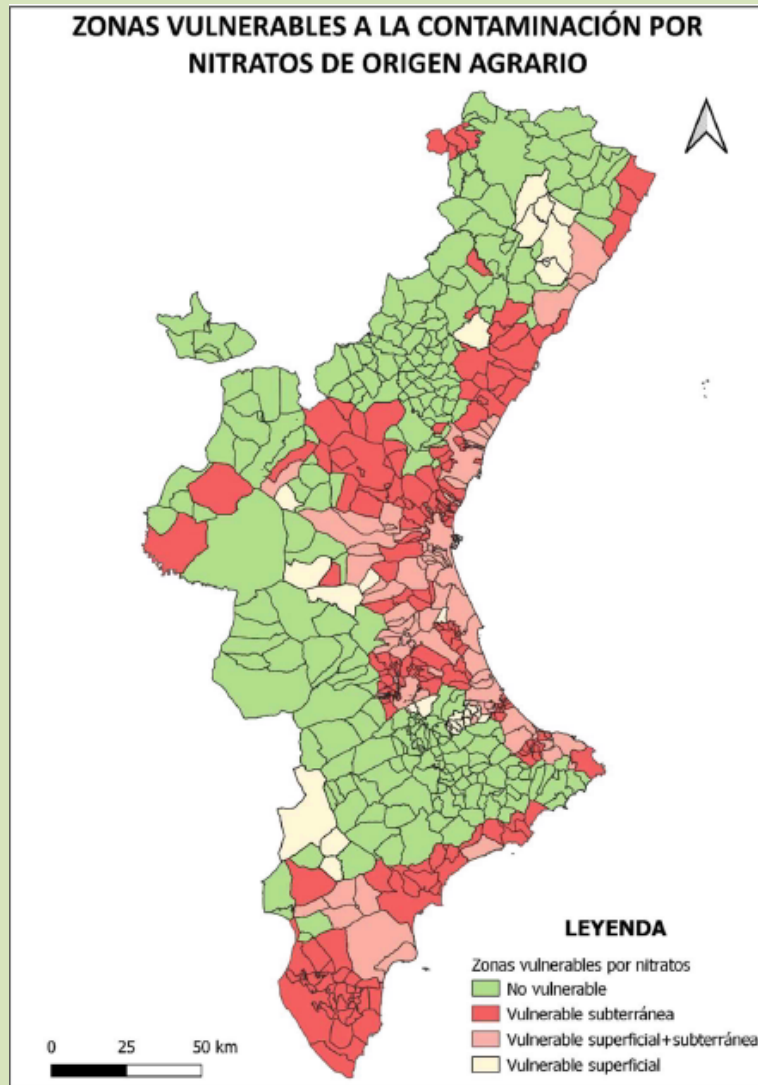 ZONAS VULNERABLES A LA CONTAMINACIÓN POR
NITRATOS DE ORIGEN AGRARIO
LEYENDA
Zonas vulnerables por nitratos
No vulnerable
Vulnerable subterránea
Vulnerable superficial+subterránea
Vulnerable superficial
0 25 50 km